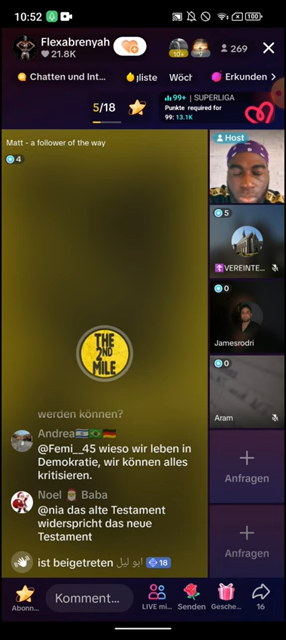 10:52
100
Flexabrenyah
21.8K
10+
269
Chatten und Int...
lliste
Wöch
Erkunden
5/18
99+ | SUPERLIGA
Punkte required for
99: 13.1K
Matt - a follower of the way
4
Host
5
VEREINTE...
0
Jamesrodri
0
Aram
THE
2ND
MILE
werden können?
Andrea
@Femi__45 wieso wir leben in
Demokratie, wir können alles
kritisieren.
Noel Baba
@nia das alte Testament
widerspricht das neue
Testament
ist beigetreten ابو ليل 18
Anfragen
Anfragen
Abonn...
Komment...
LIVE mi...
Senden
Gesche...
16